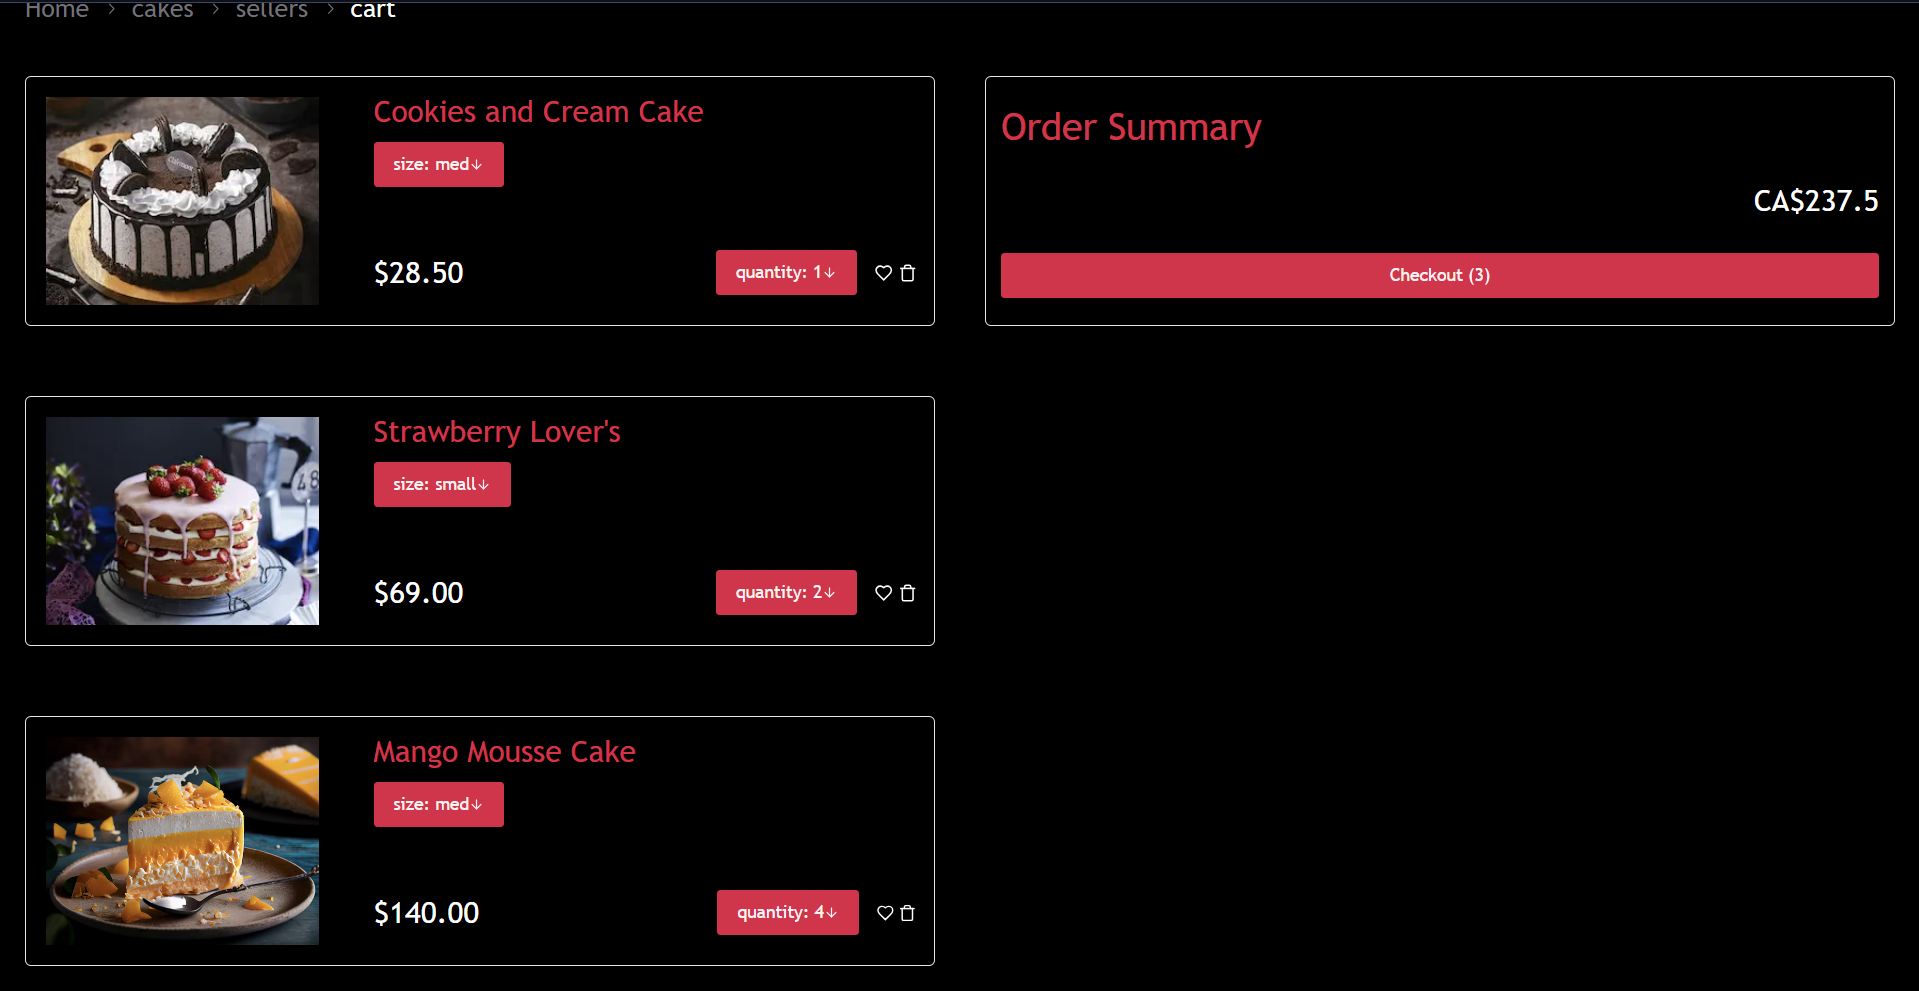 Home > cakes > sellers > cart
Cookies and Cream Cake
size: med↓
$28.50
quantity: 1↓
Strawberry Lover's
size: small↓
$69.00
quantity: 2↓
Mango Mousse Cake
size: med↓
$140.00
quantity: 4↓
Order Summary
CA$237.5
Checkout (3)